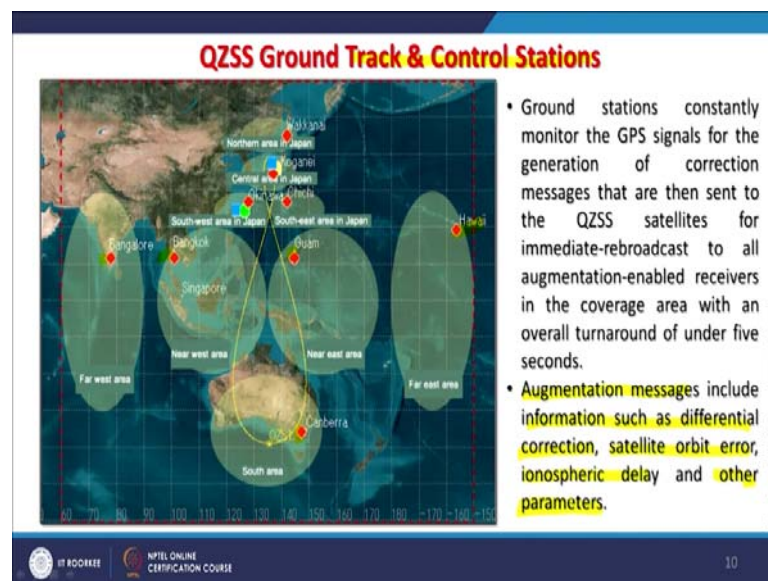 QZSS Ground Track & Control Stations
Wakkanai
Northern area in Japan
Koganei
Central area in Japan
Okinawa
Chichi
South-west area in Japan
South-east area in Japan
Hawaii
Bangalore
Bangkok
Guam
Singapore
Near west area
Near east area
Far west area
Far east area
Canberra
South area
60 70 80 90 100 110 120 130 140 150 160 170 180 -170 -160 -150
• Ground stations constantly
monitor the GPS signals for the
generation of correction
messages that are then sent to
the QZSS satellites for
immediate-rebroadcast to all
augmentation-enabled receivers
in the coverage area with an
overall turnaround of under five
seconds.
• Augmentation messages include
information such as differential
correction, satellite orbit error,
ionospheric delay and other
parameters.
IIT ROORKEE
NPTEL ONLINE
CERTIFICATION COURSE
10